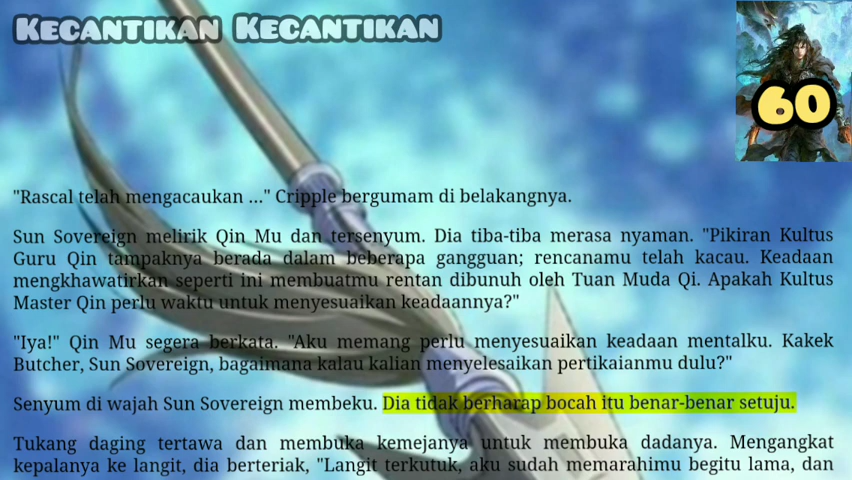 Kecantikan Kecantikan
60
"Rascal telah mengacaukan ..." Cripple bergumam di belakangnya.
Sun Sovereign melirik Qin Mu dan tersenyum. Dia tiba-tiba merasa nyaman. "Pikiran Kultus
Guru Qin tampaknya berada dalam beberapa gangguan; rencanamu telah kacau. Keadaan
mengkhawatirkan seperti ini membuatmu rentan dibunuh oleh Tuan Muda Qi. Apakah Kultus
Master Qin perlu waktu untuk menyesuaikan keadaannya?"
"Iya!" Qin Mu segera berkata. "Aku memang perlu menyesuaikan keadaan mentalku. Kakek
Butcher, Sun Sovereign, bagaimana kalau kalian menyelesaikan pertikaianmu dulu?"
Senyum di wajah Sun Sovereign membeku. Dia tidak berharap bocah itu benar-benar setuju.
Tukang daging tertawa dan membuka kemejanya untuk membuka dadanya. Mengangkat
kepalanya ke langit, dia berteriak, "Langit terkutuk, aku sudah memarahimu begitu lama, dan